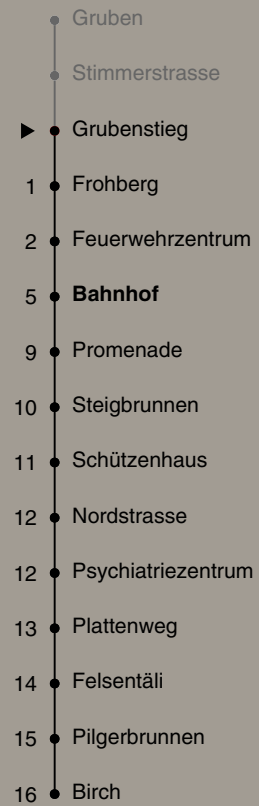 Gruben
Stimmerstrasse
Grubenstieg
1 Frohberg
2 Feuerwehrzentrum
5 Bahnhof
9 Promenade
10 Steigbrunnen
11 Schützenhaus
12 Nordstrasse
12 Psychiatriezentrum
13 Plattenweg
14 Felsentäli
15 Pilgerbrunnen
16 Birch